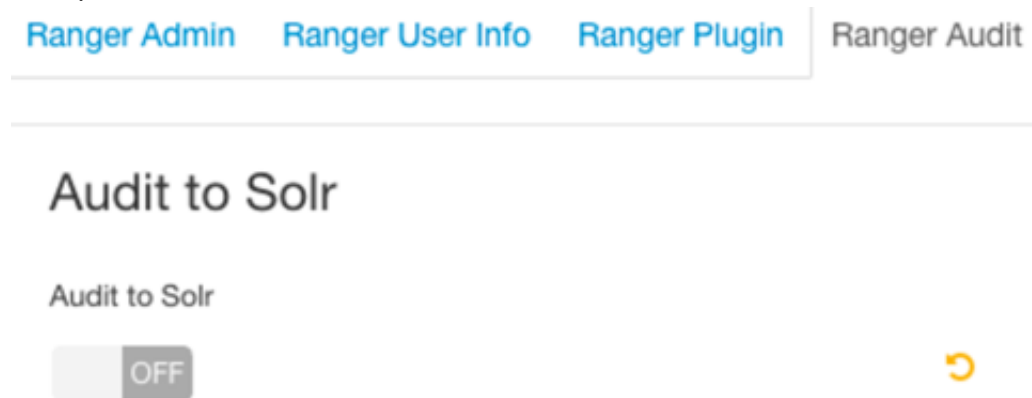 Ranger Admin Ranger User Info Ranger Plugin Ranger Audit
Audit to Solr
Audit to Solr
OFF